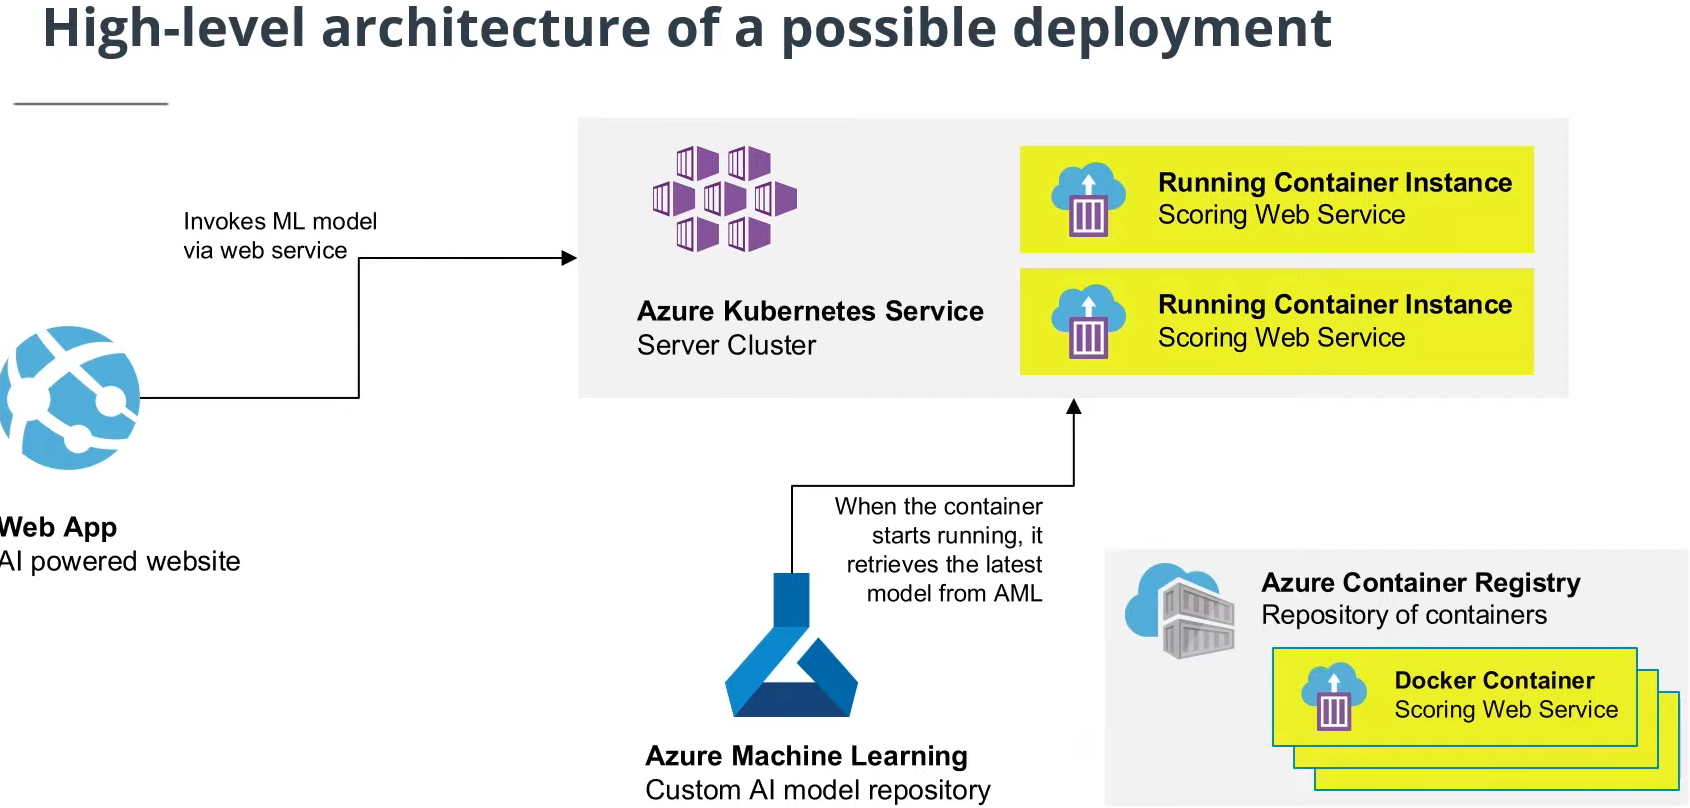 High-level architecture of a possible deployment
Invokes ML model
via web service
Azure Kubernetes Service
Server Cluster
Running Container Instance
Scoring Web Service
Running Container Instance
Scoring Web Service
Web App
AI powered website
When the container
starts running, it
retrieves the latest
model from AML
Azure Machine Learning
Custom AI model repository
Azure Container Registry
Repository of containers
Docker Container
Scoring Web Service